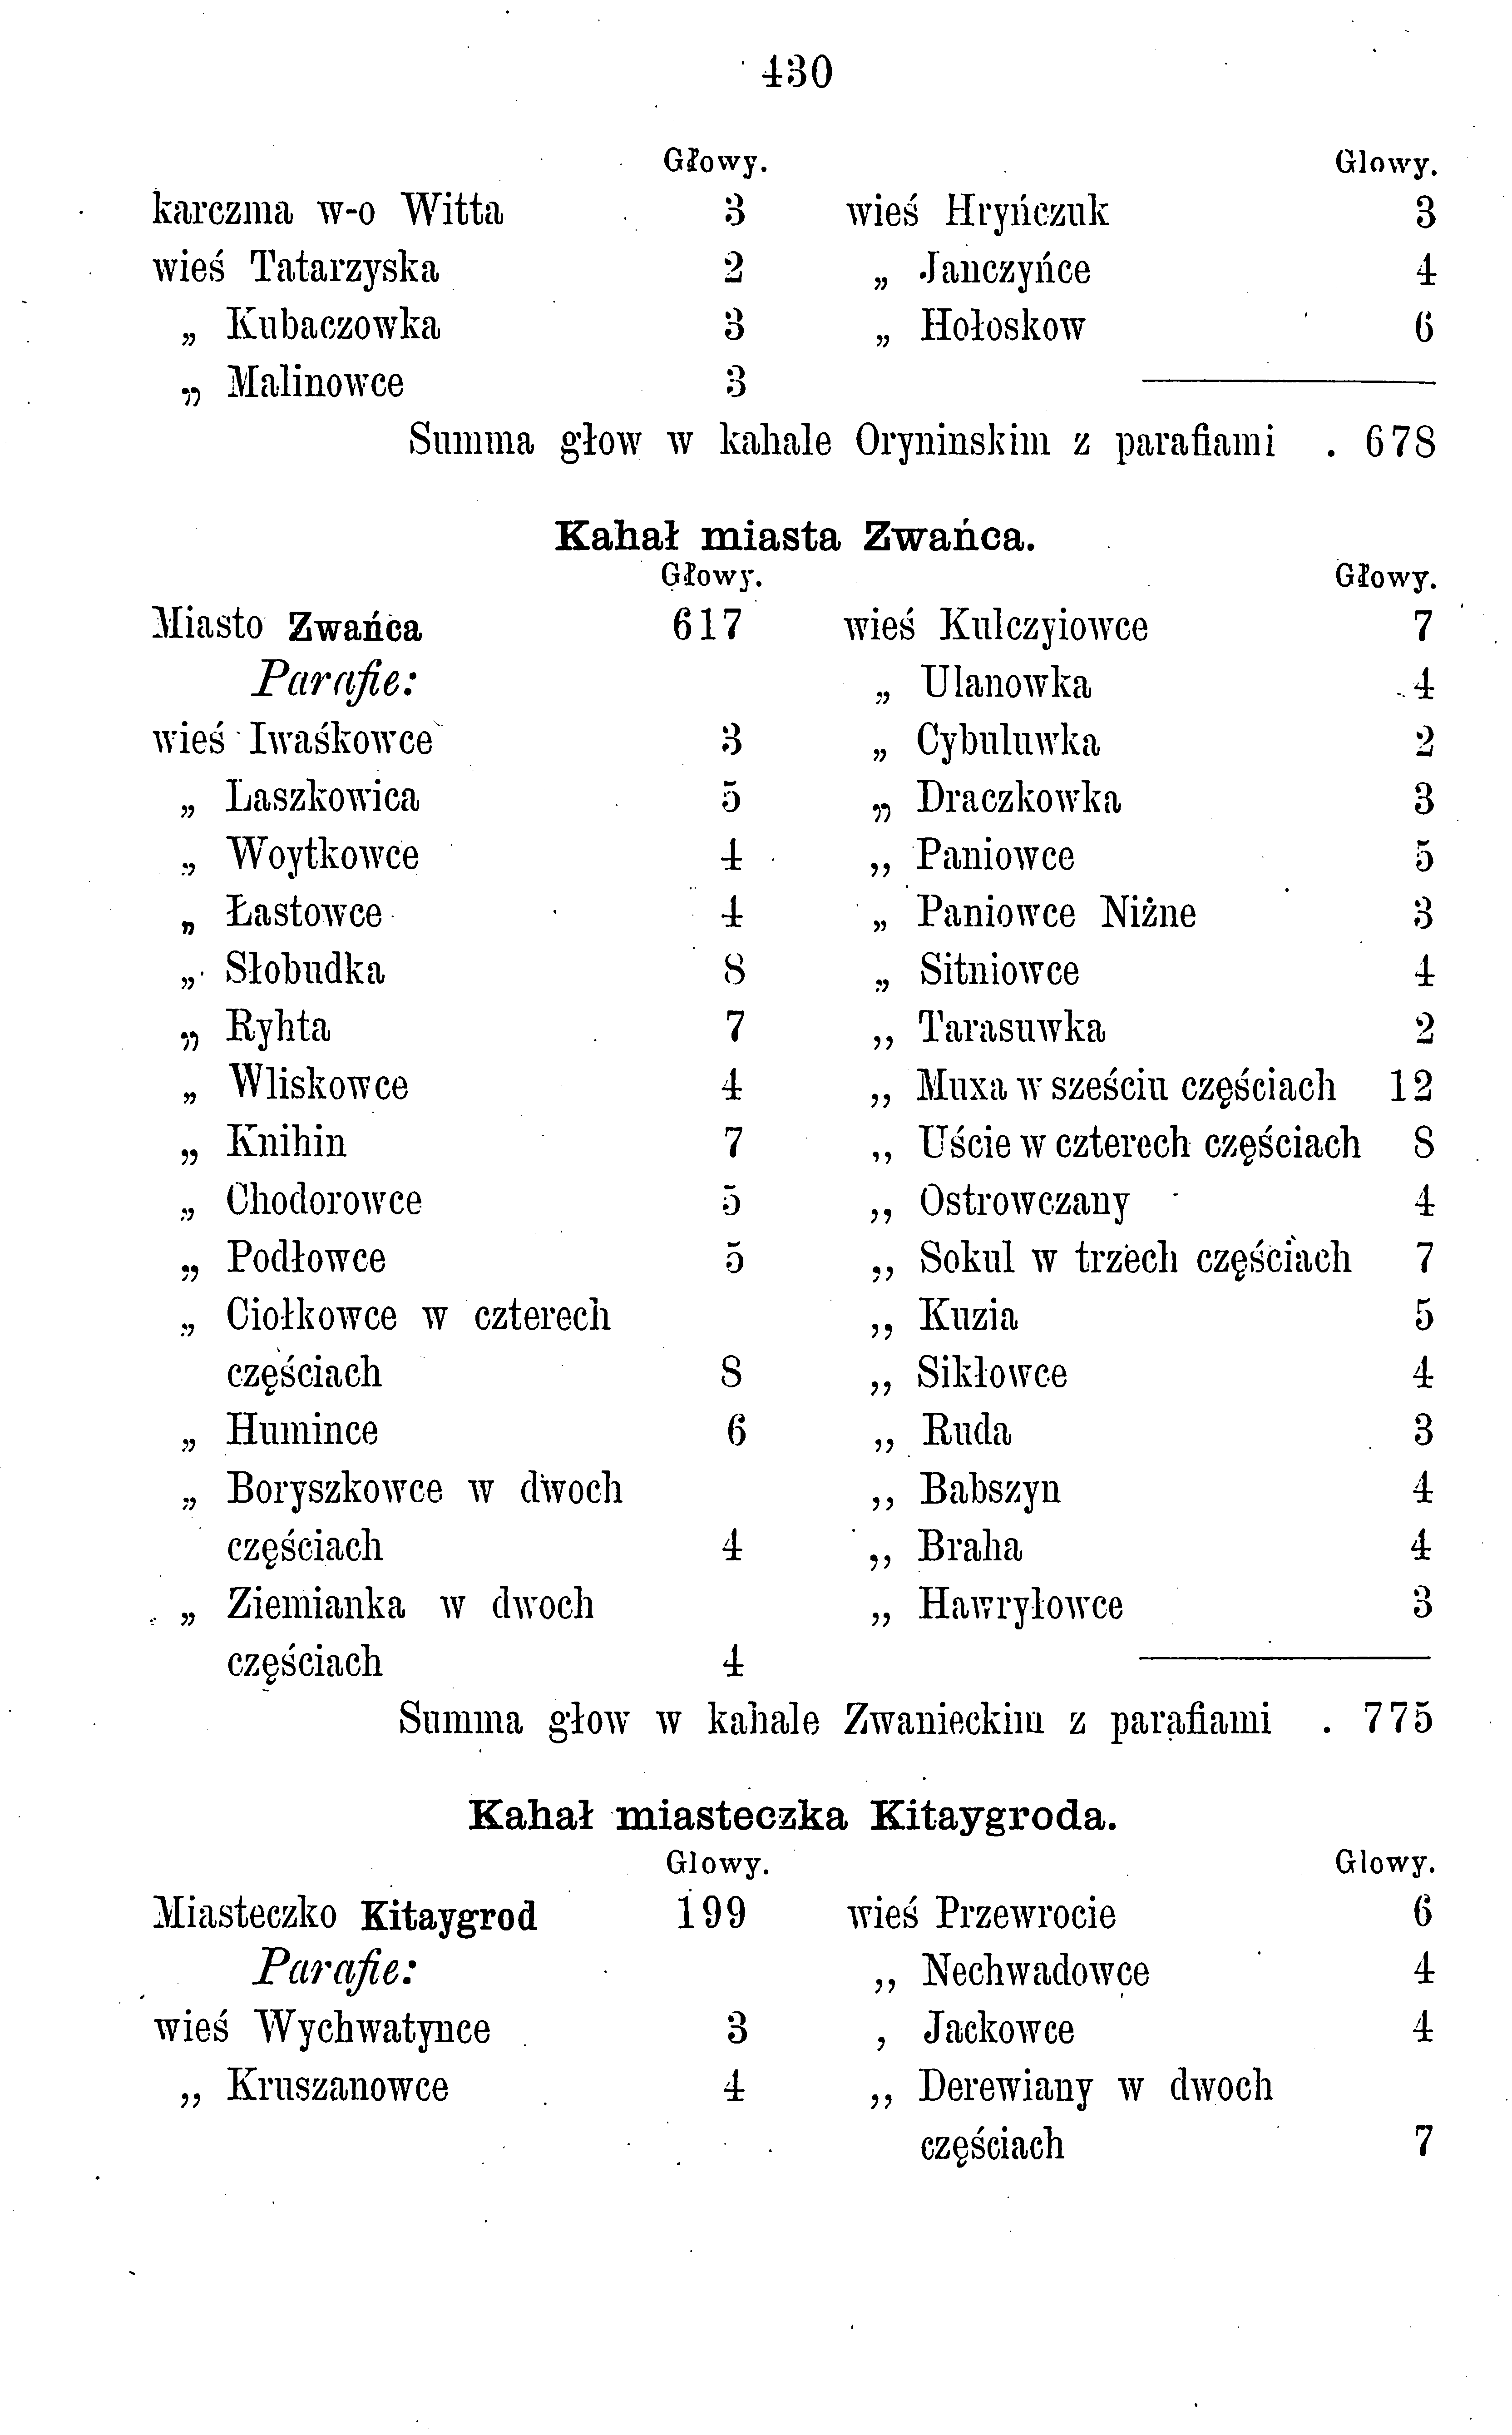 430
Głowy.
karczma w-o Witta 3
wieś Tatarzyska 2
„ Kubaczowka 3
„ Malinowce 3
Glowy.
wieś Hryńczuk 3
„ Janczyńce 4
„ Hołoskow 6
Summa głow w kahale Oryninskim z parafiami . 678
Kahał miasta Zwańca.
Głowy.
Miasto Zwańca 617
Parafie:
wieś Iwaśkowce 3
„ Laszkowica 5
„ Woytkowce 4
„ Łastowce 4
„ Słobudka 8
„ Ryhta 7
„ Wliskowce 4
„ Knihin 7
„ Chodorowce 5
„ Podłowce 5
„ Ciołkowce w czterech
częściach 8
„ Humince 6
„ Boryszkowce w dwoch
częściach 4
„ Ziemianka w dwoch
częściach 4
Głowy.
wieś Kulczyiowce 7
„ Ulanowka 4
„ Cybuluwka 2
„ Draczkowka 3
,, Paniowce 5
„ Paniowce Niżne 3
„ Sitniowce 4
,, Tarasuwka 2
,, Muxa w sześciu częściach 12
,, Uście w czterech częściach 8
,, Ostrowczany 4
,, Sokul w trzech częściach 7
,, Kuzia 5
,, Sikłowce 4
,, Ruda 3
,, Babszyn 4
,, Braha 4
,, Hawryłowce 3
Summa głow w kahale Zwanieckim z parafiami . 775
Kahał miasteczka Kitaygroda.
Glowy.
Miasteczko Kitaygrod 199
Parafie:
wieś Wychwatynce 3
,, Kruszanowce 4
Glowy.
wieś Przewrocie 6
,, Nechwadowce 4
, Jackowce 4
,, Derewiany w dwoch
częściach 7